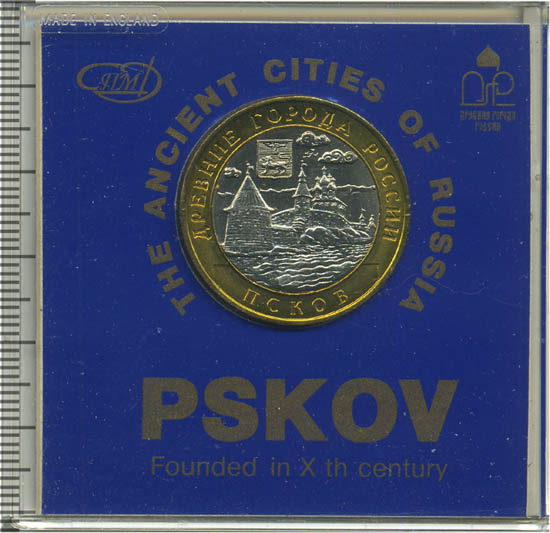 MADE IN ENGLAND
ЛМД
THE ANCIENT CITIES OF RUSSIA
ДРЕВНИЕ ГОРОДА
РОССИИ
ДРЕВНИЕ ГОРОДА РОССИИ
ПСКОВ
PSKOV
Founded in X th century